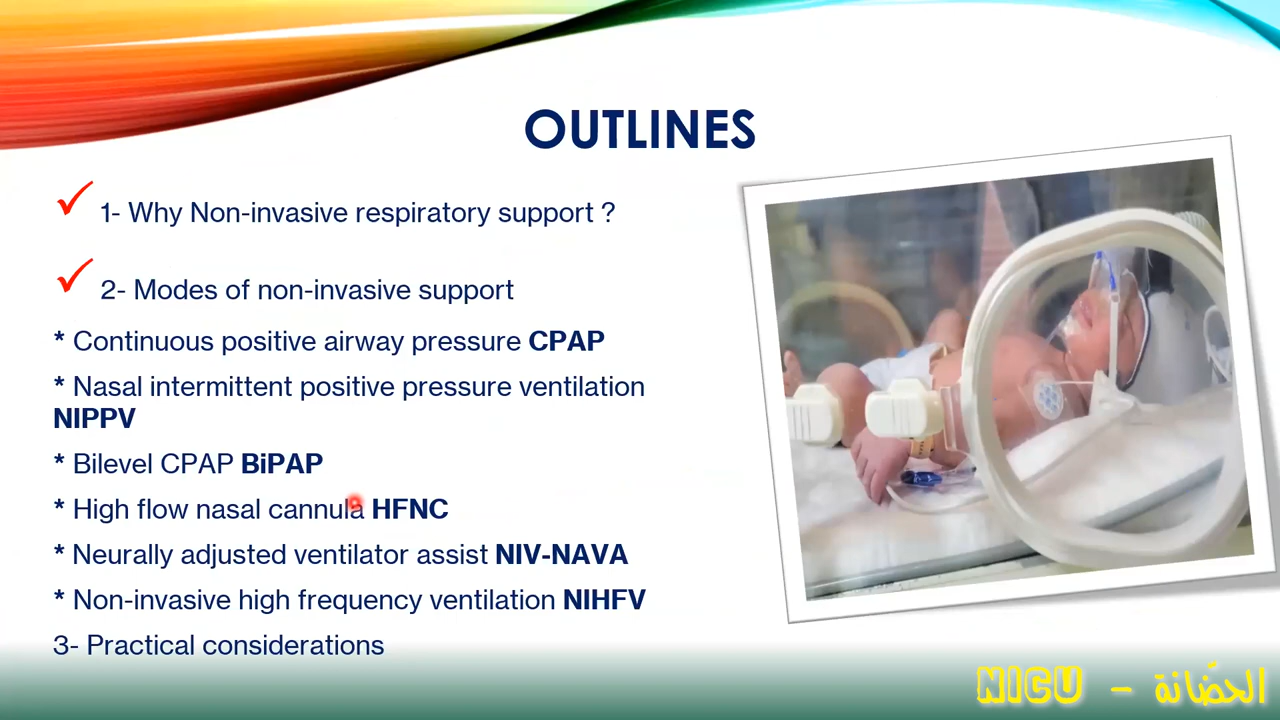 OUTLINES
1- Why Non-invasive respiratory support ?
2- Modes of non-invasive support
* Continuous positive airway pressure CPAP
* Nasal intermittent positive pressure ventilation
NIPPV
* Bilevel CPAP BiPAP
* High flow nasal cannula HFNC
* Neurally adjusted ventilator assist NIV-NAVA
* Non-invasive high frequency ventilation NIHFV
3- Practical considerations
NICU - الحضّانة